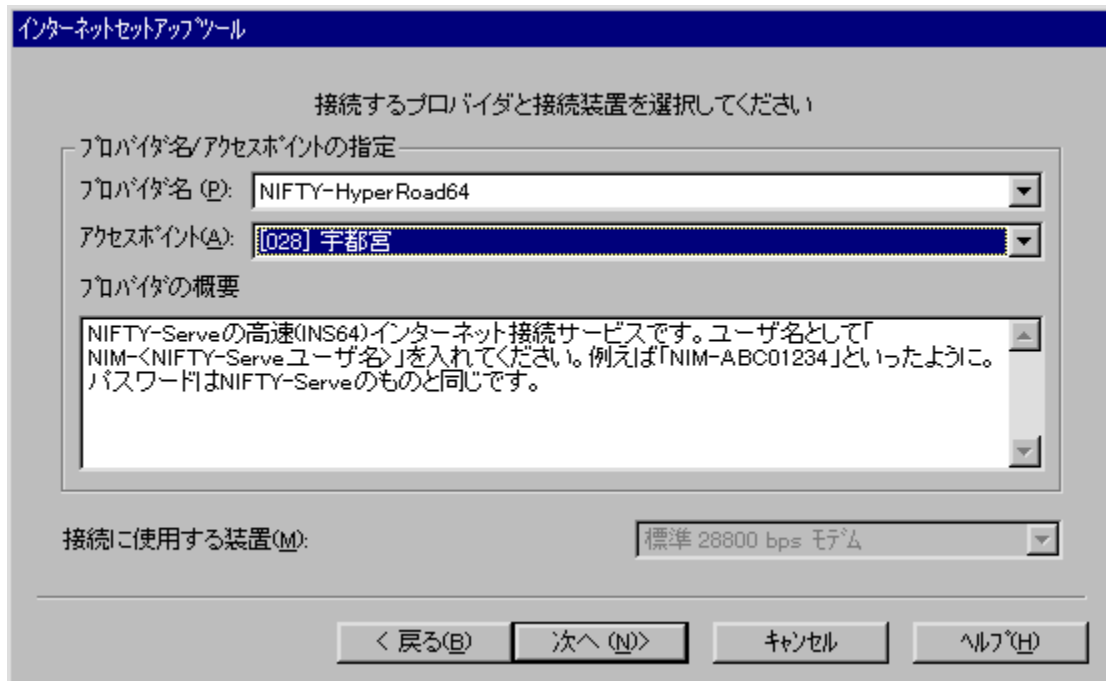 インターネットセットアップツール
接続するプロバイダと接続装置を選択してください
プロバイダ名/アクセスポイントの指定
プロバイダ名 (P):
NIFTY-HyperRoad64
アクセスポイント(A):
[028] 宇都宮
プロバイダの概要
NIFTY-Serveの高速(INS64)インターネット接続サービスです。ユーザ名として「
NIM-<NIFTY-Serveユーザ名>」を入れてください。例えば「NIM-ABC01234」といったように。
パスワードはNIFTY-Serveのものと同じです。
接続に使用する装置(M):
標準 28800 bps モデム
< 戻る(B)
次へ (N)>
キャンセル
ヘルプ(H)